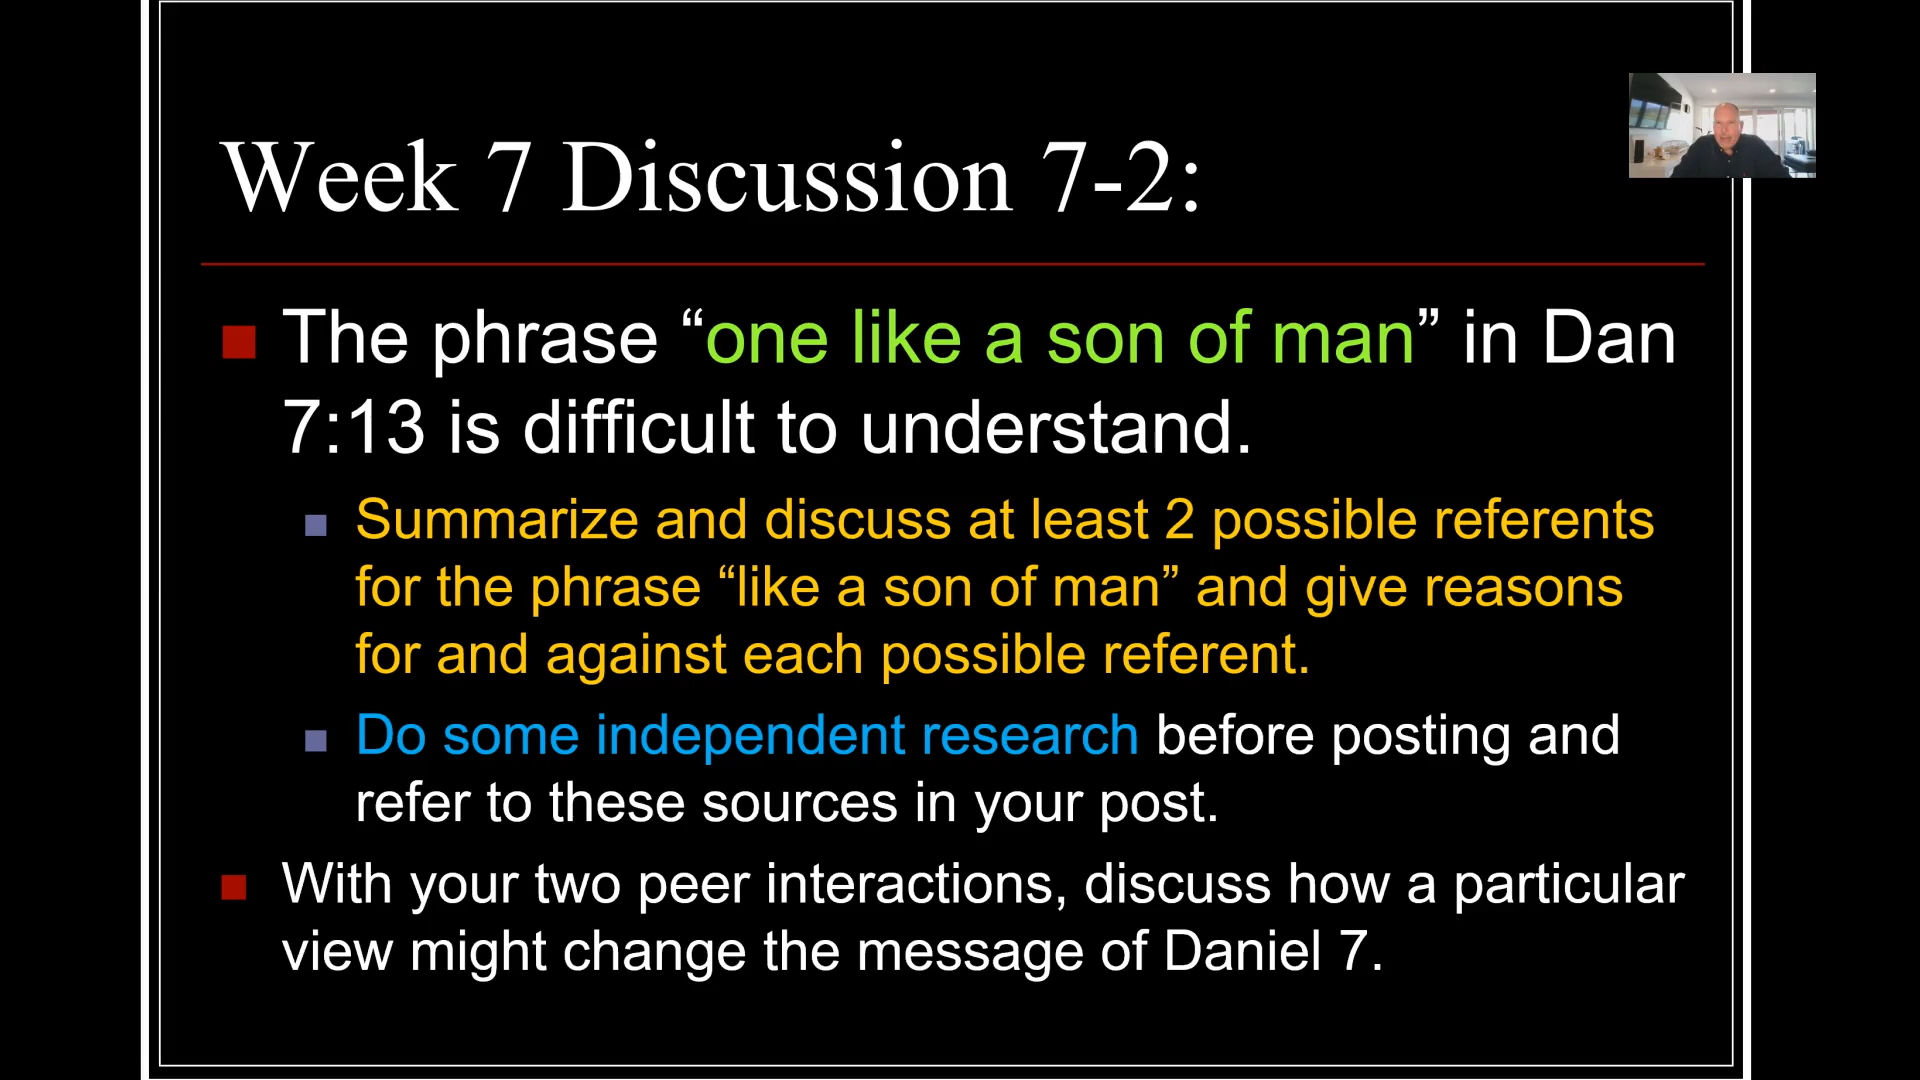 Week 7 Discussion 7-2:
The phrase “one like a son of man” in Dan
7:13 is difficult to understand.
Summarize and discuss at least 2 possible referents
for the phrase “like a son of man” and give reasons
for and against each possible referent.
Do some independent research before posting and
refer to these sources in your post.
With your two peer interactions, discuss how a particular
view might change the message of Daniel 7.